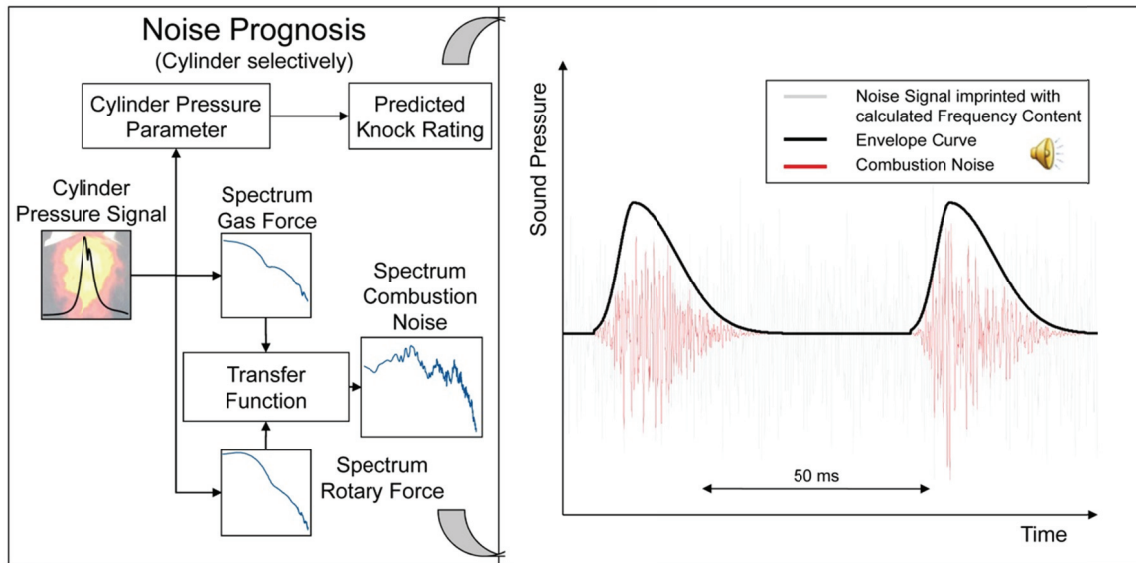 Noise Prognosis
(Cylinder selectively)
Cylinder Pressure
Parameter
Predicted
Knock Rating
Cylinder
Pressure Signal
Spectrum
Gas Force
Spectrum
Combustion
Noise
Transfer
Function
Spectrum
Rotary Force
Sound Pressure
Noise Signal imprinted with
calculated Frequency Content
Envelope Curve
Combustion Noise
50 ms
Time